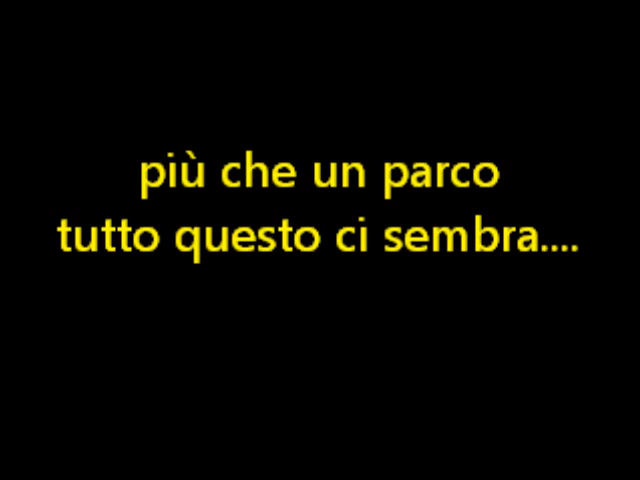 più che un parco
tutto questo ci sembra....